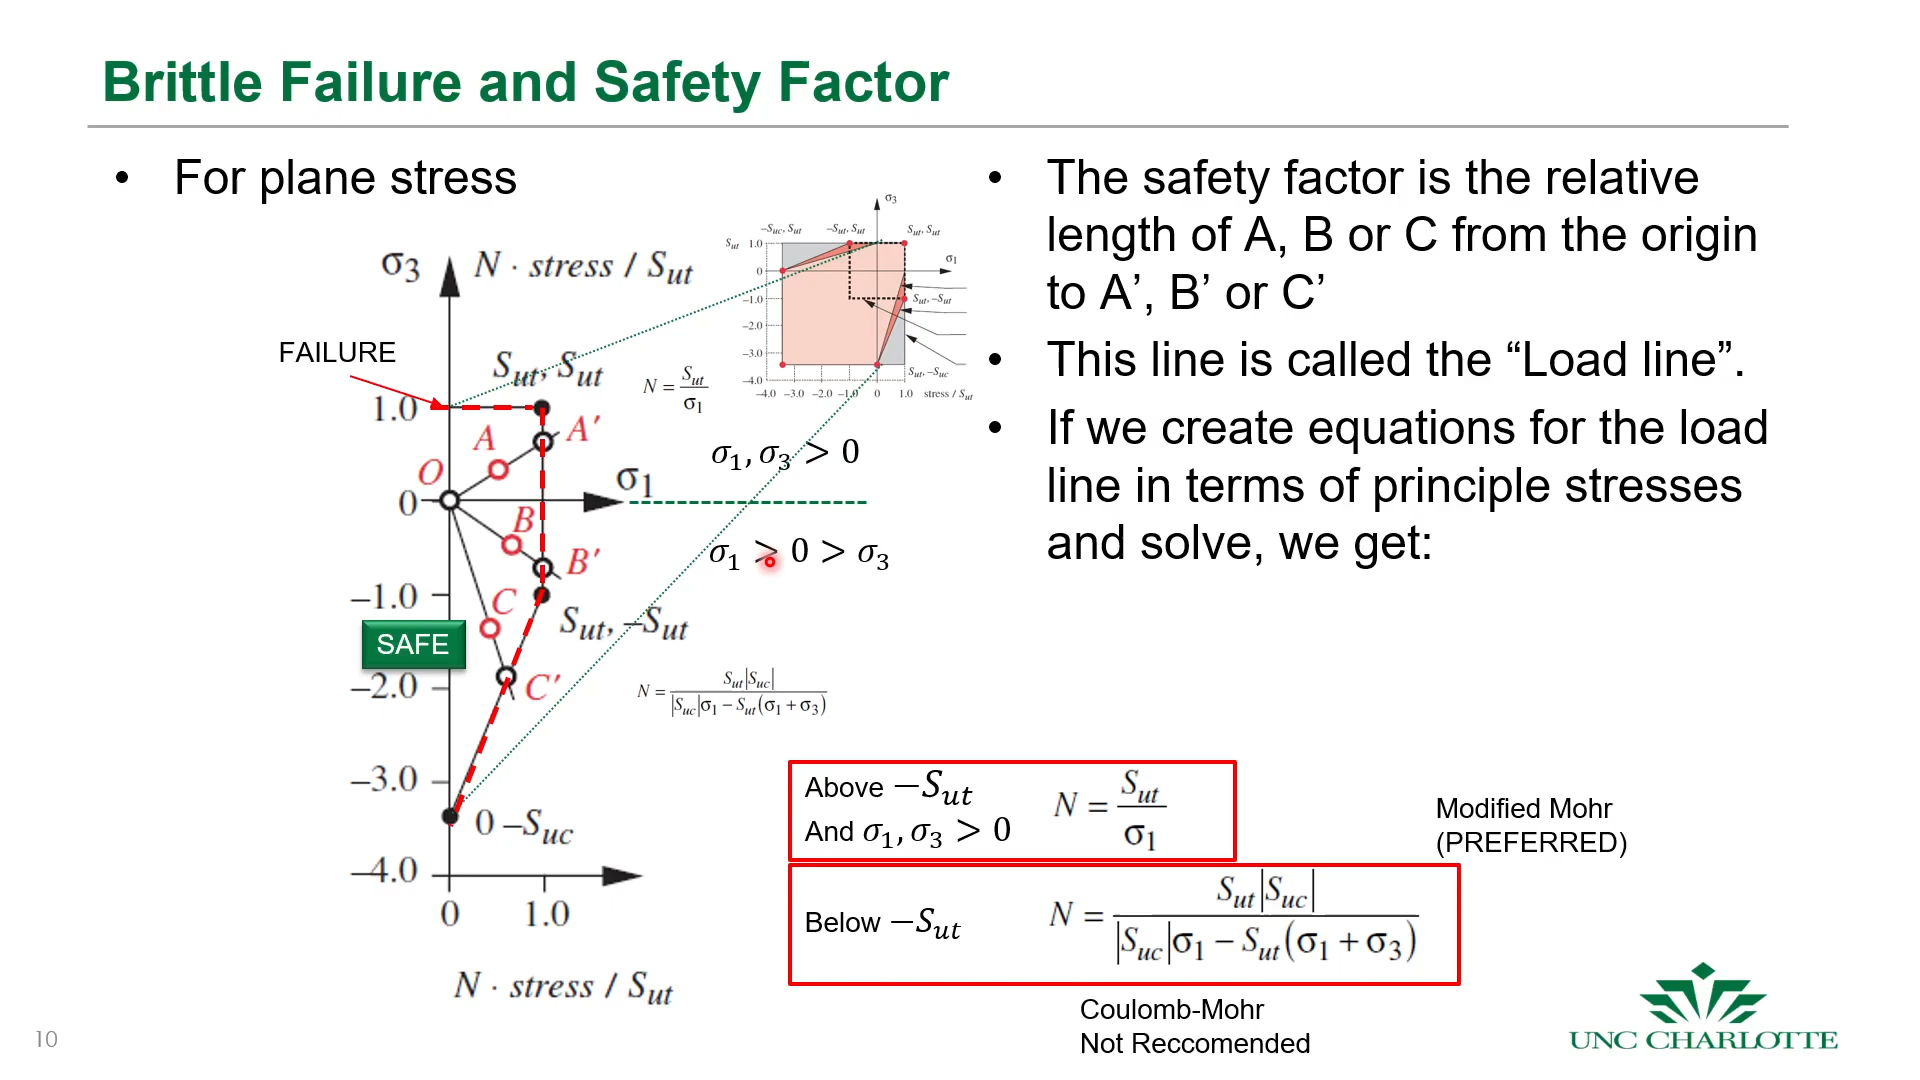 Brittle Failure and Safety Factor
• For plane stress
σ3 N · stress / Sut
FAILURE
Sut, Sut
1.0
A A'
O
0
σ1
B
B'
–1.0
C
Sut, –Sut
SAFE
–2.0
C'
–3.0
0 –Suc
–4.0
0 1.0
N · stress / Sut
σ3
–Suc, Sut –Sut, Sut Sut, Sut
Sut 1.0
σ1
0
–1.0
Sut, –Sut
–2.0
–3.0
Sut, –Suc
–4.0
–4.0 –3.0 –2.0 –1.0 0 1.0 stress / Sut
N = Sut / σ1
σ1, σ3 > 0
σ1 > 0 > σ3
N = Sut|Suc| / |Suc|σ1 – Sut(σ1 + σ3)
• The safety factor is the relative
length of A, B or C from the origin
to A’, B’ or C’
• This line is called the “Load line”.
• If we create equations for the load
line in terms of principle stresses
and solve, we get:
Above −Sut
And σ1, σ3 > 0
N = Sut / σ1
Modified Mohr
(PREFERRED)
Below −Sut
N = Sut|Suc| / |Suc|σ1 – Sut(σ1 + σ3)
Coulomb-Mohr
Not Reccomended
UNC CHARLOTTE
10